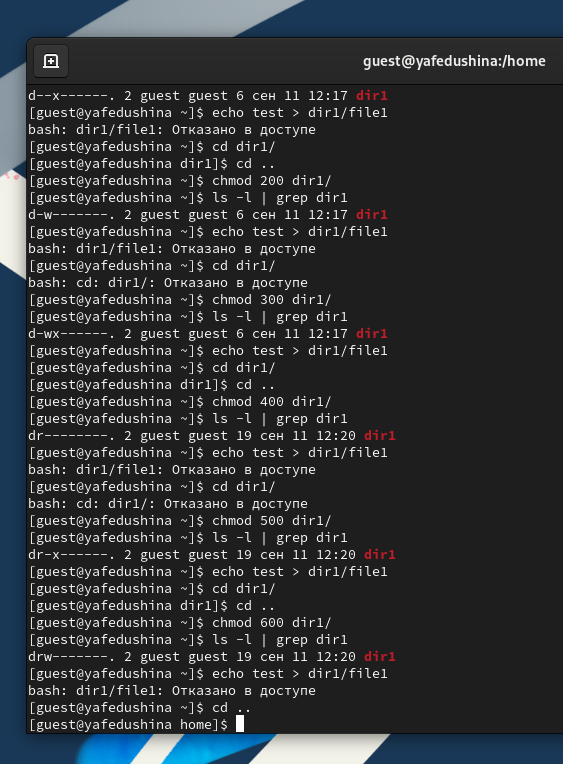 guest@yafedushina:/home
d--x------. 2 guest guest 6 сен 11 12:17 dir1
[guest@yafedushina ~]$ echo test > dir1/file1
bash: dir1/file1: Отказано в доступе
[guest@yafedushina ~]$ cd dir1/
[guest@yafedushina dir1]$ cd ..
[guest@yafedushina ~]$ chmod 200 dir1/
[guest@yafedushina ~]$ ls -l | grep dir1
d-w-------. 2 guest guest 6 сен 11 12:17 dir1
[guest@yafedushina ~]$ echo test > dir1/file1
bash: dir1/file1: Отказано в доступе
[guest@yafedushina ~]$ cd dir1/
bash: cd: dir1/: Отказано в доступе
[guest@yafedushina ~]$ chmod 300 dir1/
[guest@yafedushina ~]$ ls -l | grep dir1
d-wx------. 2 guest guest 6 сен 11 12:17 dir1
[guest@yafedushina ~]$ echo test > dir1/file1
[guest@yafedushina ~]$ cd dir1/
[guest@yafedushina dir1]$ cd ..
[guest@yafedushina ~]$ chmod 400 dir1/
[guest@yafedushina ~]$ ls -l | grep dir1
dr--------. 2 guest guest 19 сен 11 12:20 dir1
[guest@yafedushina ~]$ echo test > dir1/file1
bash: dir1/file1: Отказано в доступе
[guest@yafedushina ~]$ cd dir1/
bash: cd: dir1/: Отказано в доступе
[guest@yafedushina ~]$ chmod 500 dir1/
[guest@yafedushina ~]$ ls -l | grep dir1
dr-x------. 2 guest guest 19 сен 11 12:20 dir1
[guest@yafedushina ~]$ echo test > dir1/file1
[guest@yafedushina ~]$ cd dir1/
[guest@yafedushina dir1]$ cd ..
[guest@yafedushina ~]$ chmod 600 dir1/
[guest@yafedushina ~]$ ls -l | grep dir1
drw-------. 2 guest guest 19 сен 11 12:20 dir1
[guest@yafedushina ~]$ echo test > dir1/file1
bash: dir1/file1: Отказано в доступе
[guest@yafedushina ~]$ cd ..
[guest@yafedushina home]$